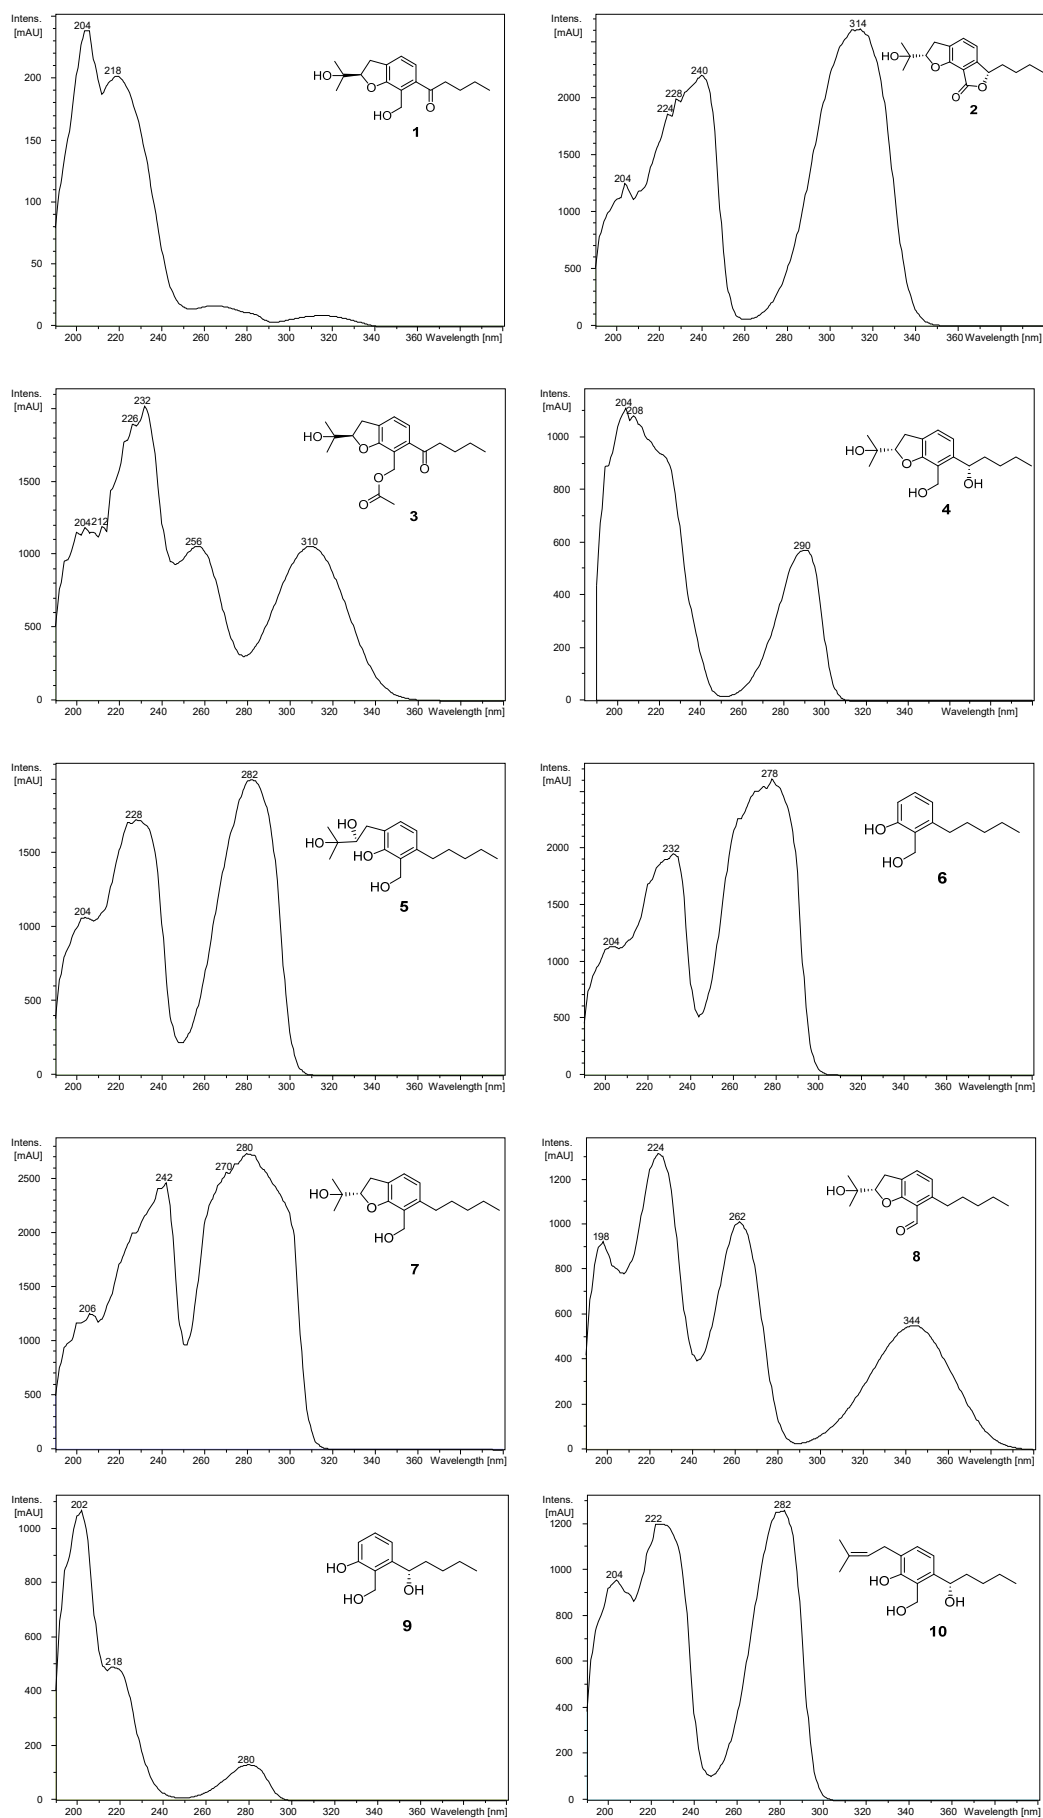 Intens.
[mAU]
204
218
200
150
100
50
0
HO
O
O
HO
1
200 220 240 260 280 300 320 340 360 Wavelength [nm]
Intens.
[mAU]
314
240
228
224
204
2000
1500
1000
500
0
HO
O
O
O
2
200 220 240 260 280 300 320 340 360 Wavelength [nm]
Intens.
[mAU]
232
226
204 212
256
310
2000
1500
1000
500
0
HO
O
O
O
O
3
200 220 240 260 280 300 320 340 360 Wavelength [nm]
Intens.
[mAU]
204
208
290
1000
800
600
400
200
0
HO
O
HO
OH
4
200 220 240 260 280 300 320 340 Wavelength [nm]
Intens.
[mAU]
282
228
204
1500
1000
500
0
HO
HO
HO
HO
5
200 220 240 260 280 300 320 340 360 Wavelength [nm]
Intens.
[mAU]
278
232
204
2000
1500
1000
500
0
HO
HO
6
200 220 240 260 280 300 320 340 360 Wavelength [nm]
Intens.
[mAU]
280
270
242
206
2500
2000
1500
1000
500
0
HO
O
HO
7
200 220 240 260 280 300 320 340 360 Wavelength [nm]
Intens.
[mAU]
224
198
262
344
1200
1000
800
600
400
200
0
HO
O
O
8
200 220 240 260 280 300 320 340 360 Wavelength [nm]
Intens.
[mAU]
202
218
280
1000
800
600
400
200
0
HO
HO
OH
9
200 220 240 260 280 300 320 340 360 Wavelength [nm]
Intens.
[mAU]
282
222
204
1200
1000
800
600
400
200
0
HO
HO
OH
10
200 220 240 260 280 300 320 340 360 Wavelength [nm]